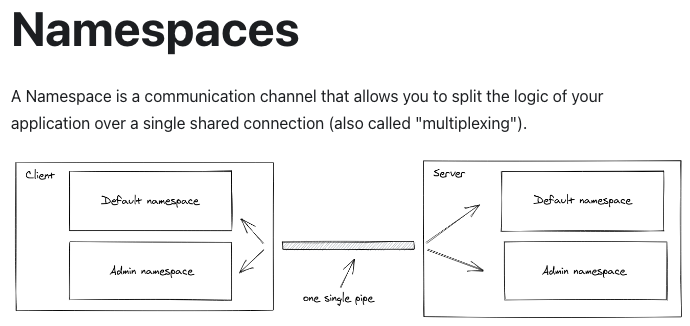 Namespaces
A Namespace is a communication channel that allows you to split the logic of your
application over a single shared connection (also called "multiplexing").
Client
Default namespace
Admin namespace
one single pipe
Server
Default namespace
Admin namespace